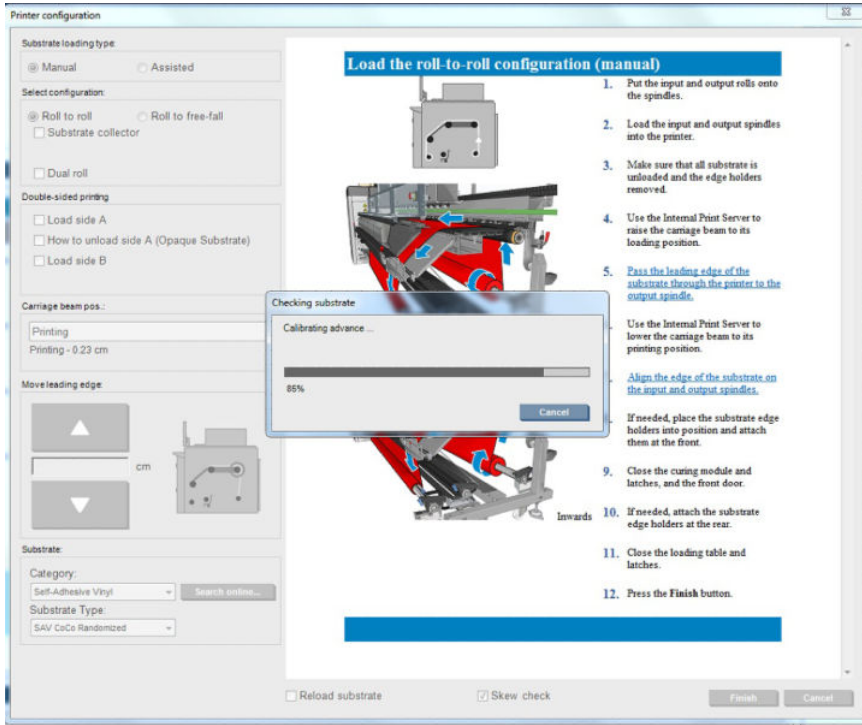 Printer configuration
Substrate loading type:
Manual
Assisted
Select configuration:
Roll to roll
Roll to free-fall
Substrate collector
Dual roll
Double-sided printing
Load side A
How to unload side A (Opaque Substrate)
Load side B
Carriage beam pos.:
Printing
Printing - 0.23 cm
Move leading edge:
cm
Substrate:
Category:
Self-Adhesive Vinyl
Search online...
Substrate Type:
SAV CoCo Randomized
Load the roll-to-roll configuration (manual)
1. Put the input and output rolls onto
the spindles.
2. Load the input and output spindles
into the printer.
3. Make sure that all substrate is
unloaded and the edge holders
removed.
4. Use the Internal Print Server to
raise the carriage beam to its
loading position.
5. Pass the leading edge of the
substrate through the printer to the
output spindle.
Use the Internal Print Server to
lower the carriage beam to its
printing position.
Align the edge of the substrate on
the input and output spindles.
If needed, place the substrate edge
holders into position and attach
them at the front.
9. Close the curing module and
latches, and the front door.
Inwards
10. If needed, attach the substrate
edge holders at the rear.
11. Close the loading table and
latches.
12. Press the Finish button.
Checking substrate
Calibrating advance ...
85%
Cancel
Reload substrate
Skew check
Finish
Cancel